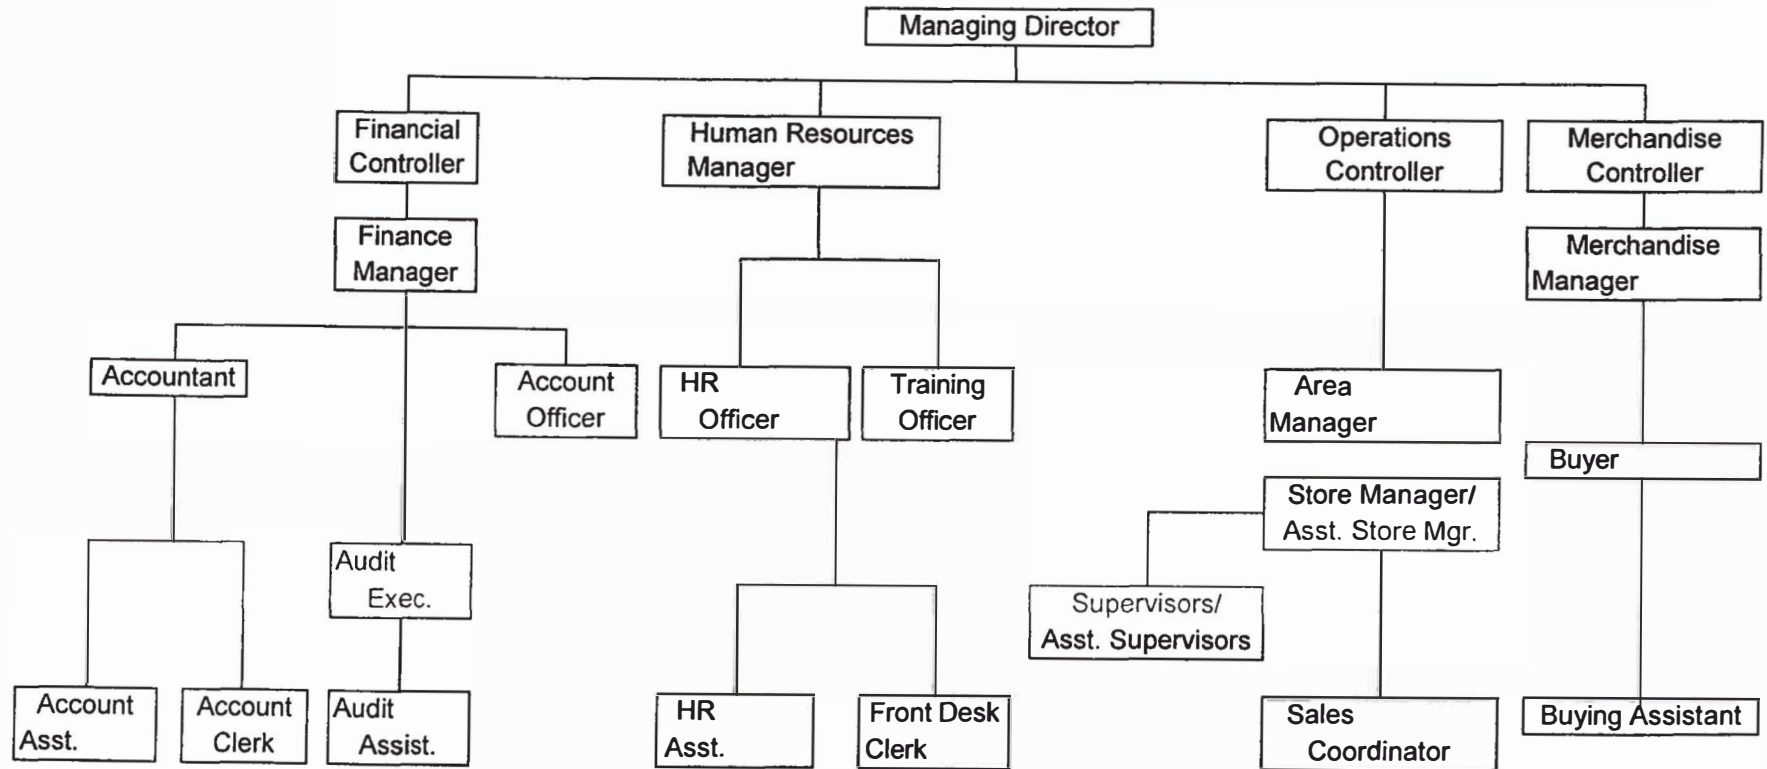 Managing Director
Financial
Controller
Human Resources
Manager
Operations
Controller
Merchandise
Controller
Finance
Manager
Merchandise
Manager
Accountant
Account
Officer
HR
Officer
Training
Officer
Area
Manager
Buyer
Store Manager/
Asst. Store Mgr.
Audit
Exec.
Supervisors/
Asst. Supervisors
Account
Asst.
Account
Clerk
Audit
Assist.
HR
Asst.
Front Desk
Clerk
Sales
Coordinator
Buying Assistant